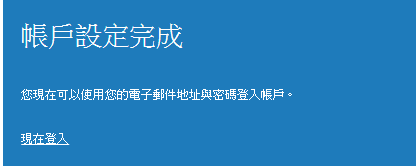 帳戶設定完成
您現在可以使用您的電子郵件地址與密碼登入帳戶。
現在登入